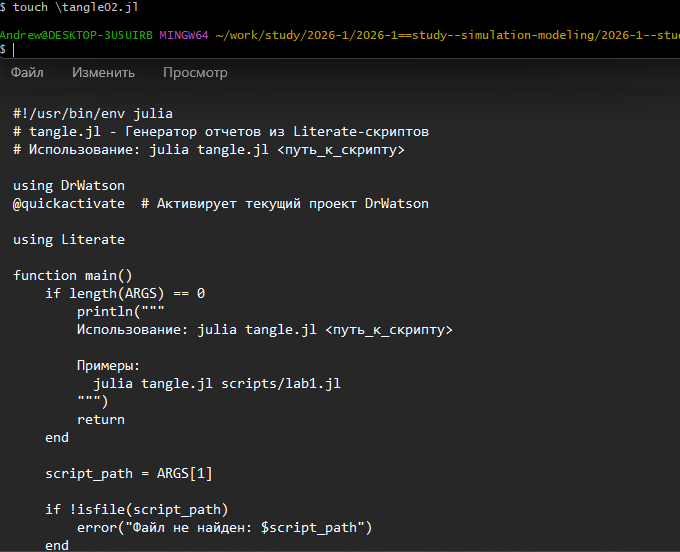 $ touch \tangle02.jl
Andrew@DESKTOP-3U5UIRB MINGW64 ~/work/study/2026-1/2026-1==study--simulation-modeling/2026-1--stu
$
Файл Изменить Просмотр
#!/usr/bin/env julia
# tangle.jl - Генератор отчетов из Literate-скриптов
# Использование: julia tangle.jl <путь_к_скрипту>
using DrWatson
@quickactivate  # Активирует текущий проект DrWatson
using Literate
function main()
    if length(ARGS) == 0
        println("""
        Использование: julia tangle.jl <путь_к_скрипту>
        Примеры:
          julia tangle.jl scripts/lab1.jl
        """)
        return
    end
    script_path = ARGS[1]
    if !isfile(script_path)
        error("Файл не найден: $script_path")
    end